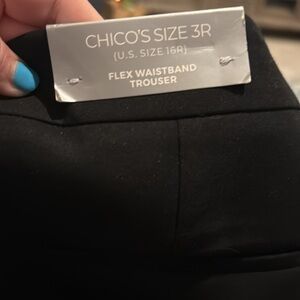 CHICO'S SIZE 3R
(U.S. SIZE 16R)
FLEX WAISTBAND
TROUSER